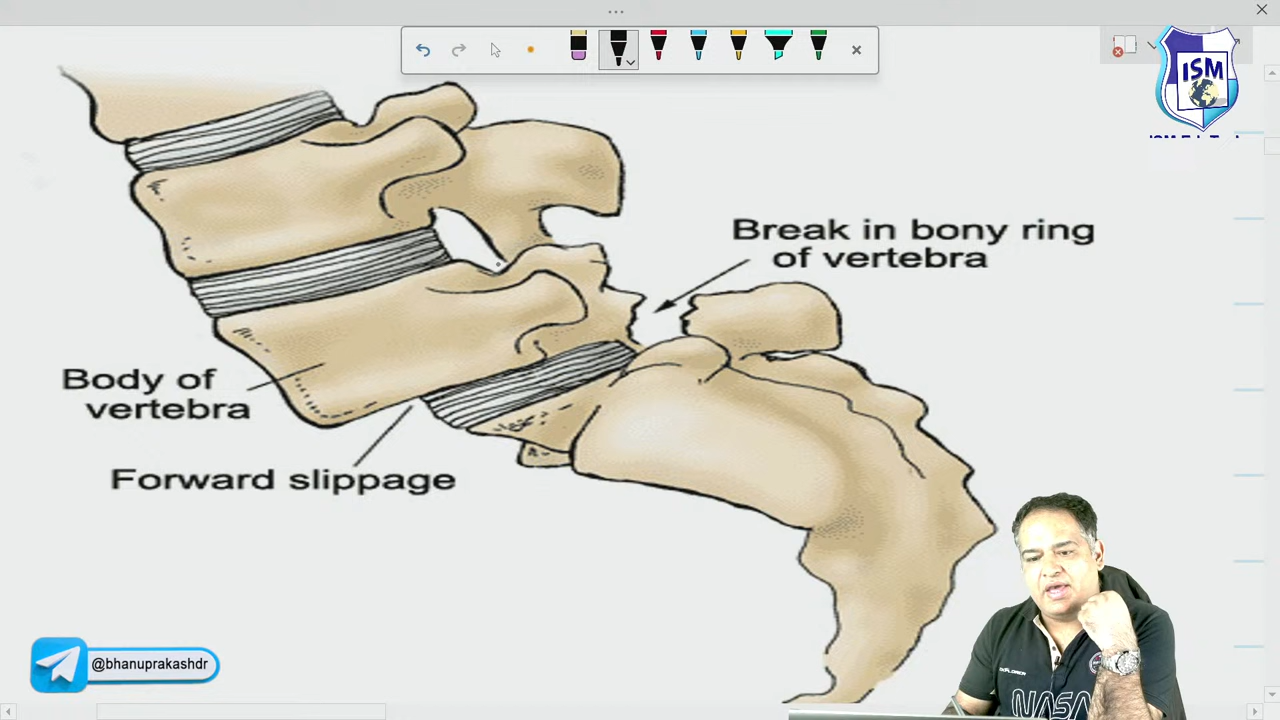 ISM
Break in bony ring
of vertebra
Body of
vertebra
Forward slippage
@bhanuprakashdr
NASA